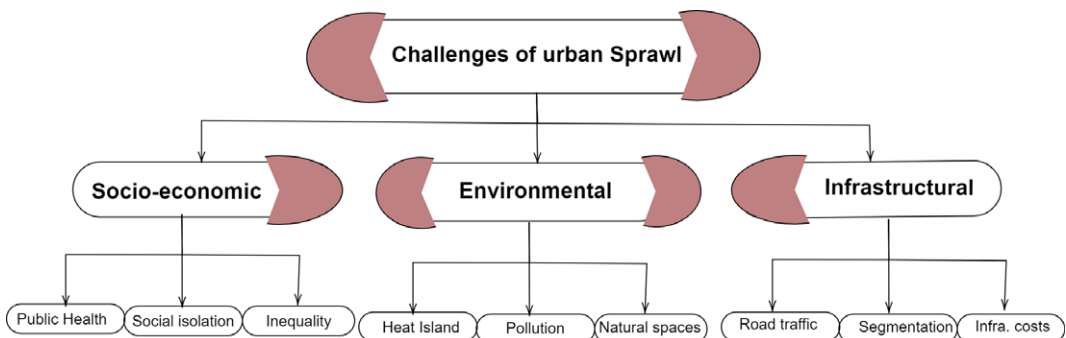 Challenges of urban Sprawl
Socio-economic
Environmental
Infrastructural
Public Health
Social isolation
Inequality
Heat Island
Pollution
Natural spaces
Road traffic
Segmentation
Infra. costs